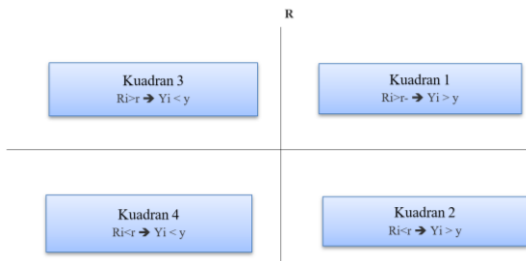 R
Kuadran 3
Ri>r ➔ Yi < y
Kuadran 1
Ri>r- ➔ Yi > y
Kuadran 4
Ri<r ➔ Yi < y
Kuadran 2
Ri<r ➔ Yi > y